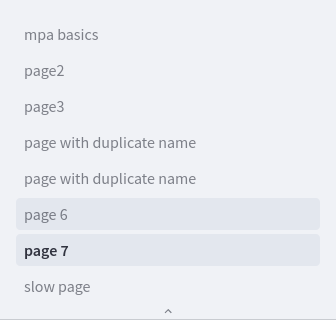 mpa basics
page2
page3
page with duplicate name
page with duplicate name
page 6
page 7
slow page